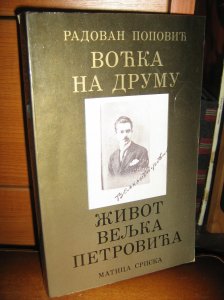 РАДОВАН ПОПОВИЋ
ВОЋКА
НА ДРУМУ
ЖИВОТ
ВЕЉКА
ПЕТРОВИЋА
МАТИЦА СРПСКА